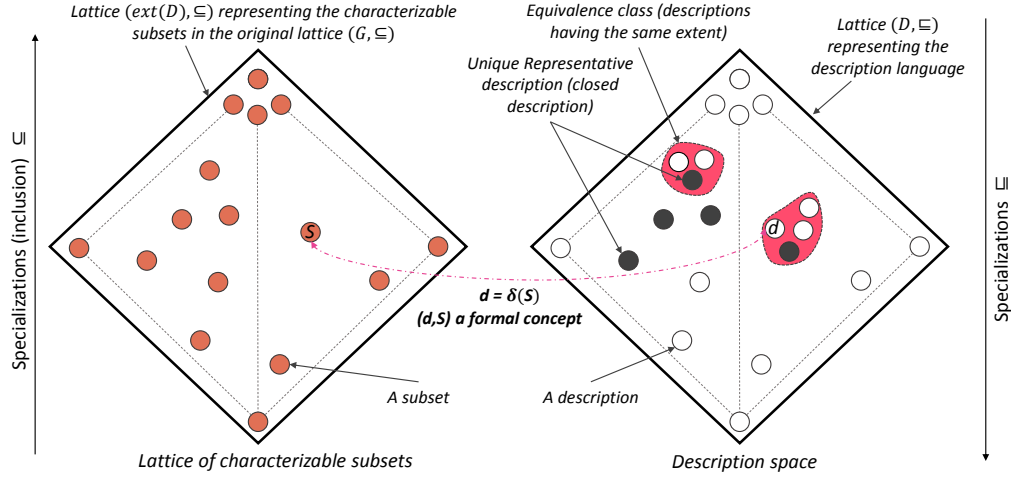 Lattice (ext(D), ⊆) representing the characterizable
subsets in the original lattice (G, ⊆)
Equivalence class (descriptions
having the same extent)
Unique Representative
description (closed
description)
Lattice (D, ⊑)
representing the
description language
Specializations (inclusion) ⊆
Specializations ⊑
S
d
d = δ(S)
(d,S) a formal concept
A subset
A description
Lattice of characterizable subsets
Description space